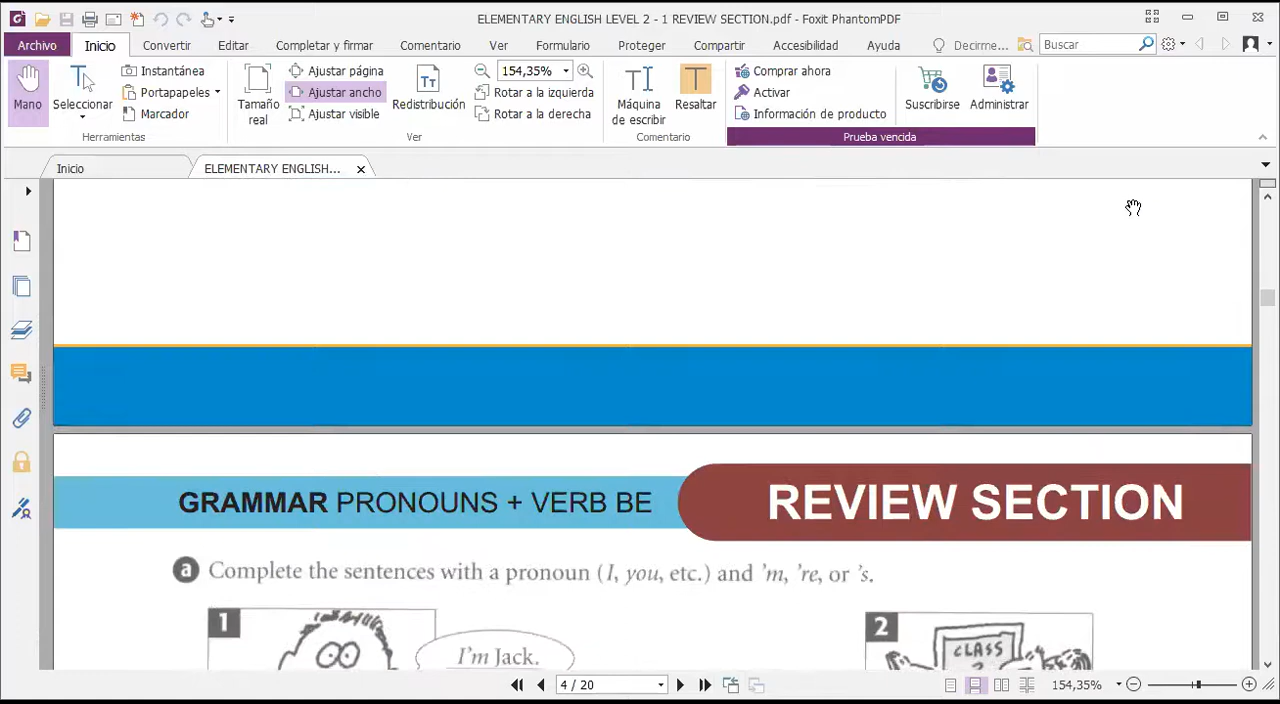 ELEMENTARY ENGLISH LEVEL 2 - 1 REVIEW SECTION.pdf - Foxit PhantomPDF
Archivo Inicio Convertir Editar Completar y firmar Comentario Ver Formulario Proteger Compartir Accesibilidad Ayuda Decirme... Buscar
Mano
Seleccionar
Instantánea
Portapapeles
Marcador
Herramientas
Tamaño real
Ajustar página
Ajustar ancho
Ajustar visible
Redistribución
154,35%
Rotar a la izquierda
Rotar a la derecha
Ver
Máquina de escribir
Resaltar
Comentario
Comprar ahora
Activar
Información de producto
Suscribirse
Administrar
Prueba vencida
Inicio ELEMENTARY ENGLISH...
GRAMMAR PRONOUNS + VERB BE REVIEW SECTION
a Complete the sentences with a pronoun (I, you, etc.) and 'm, 're, or 's.
1
I'm Jack.
2
CLASS
4 / 20 154,35%